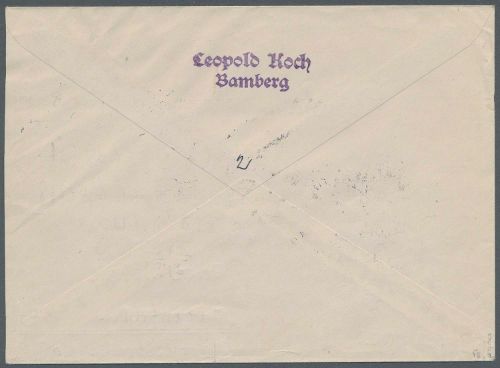 Leopold Koch
Bamberg
2